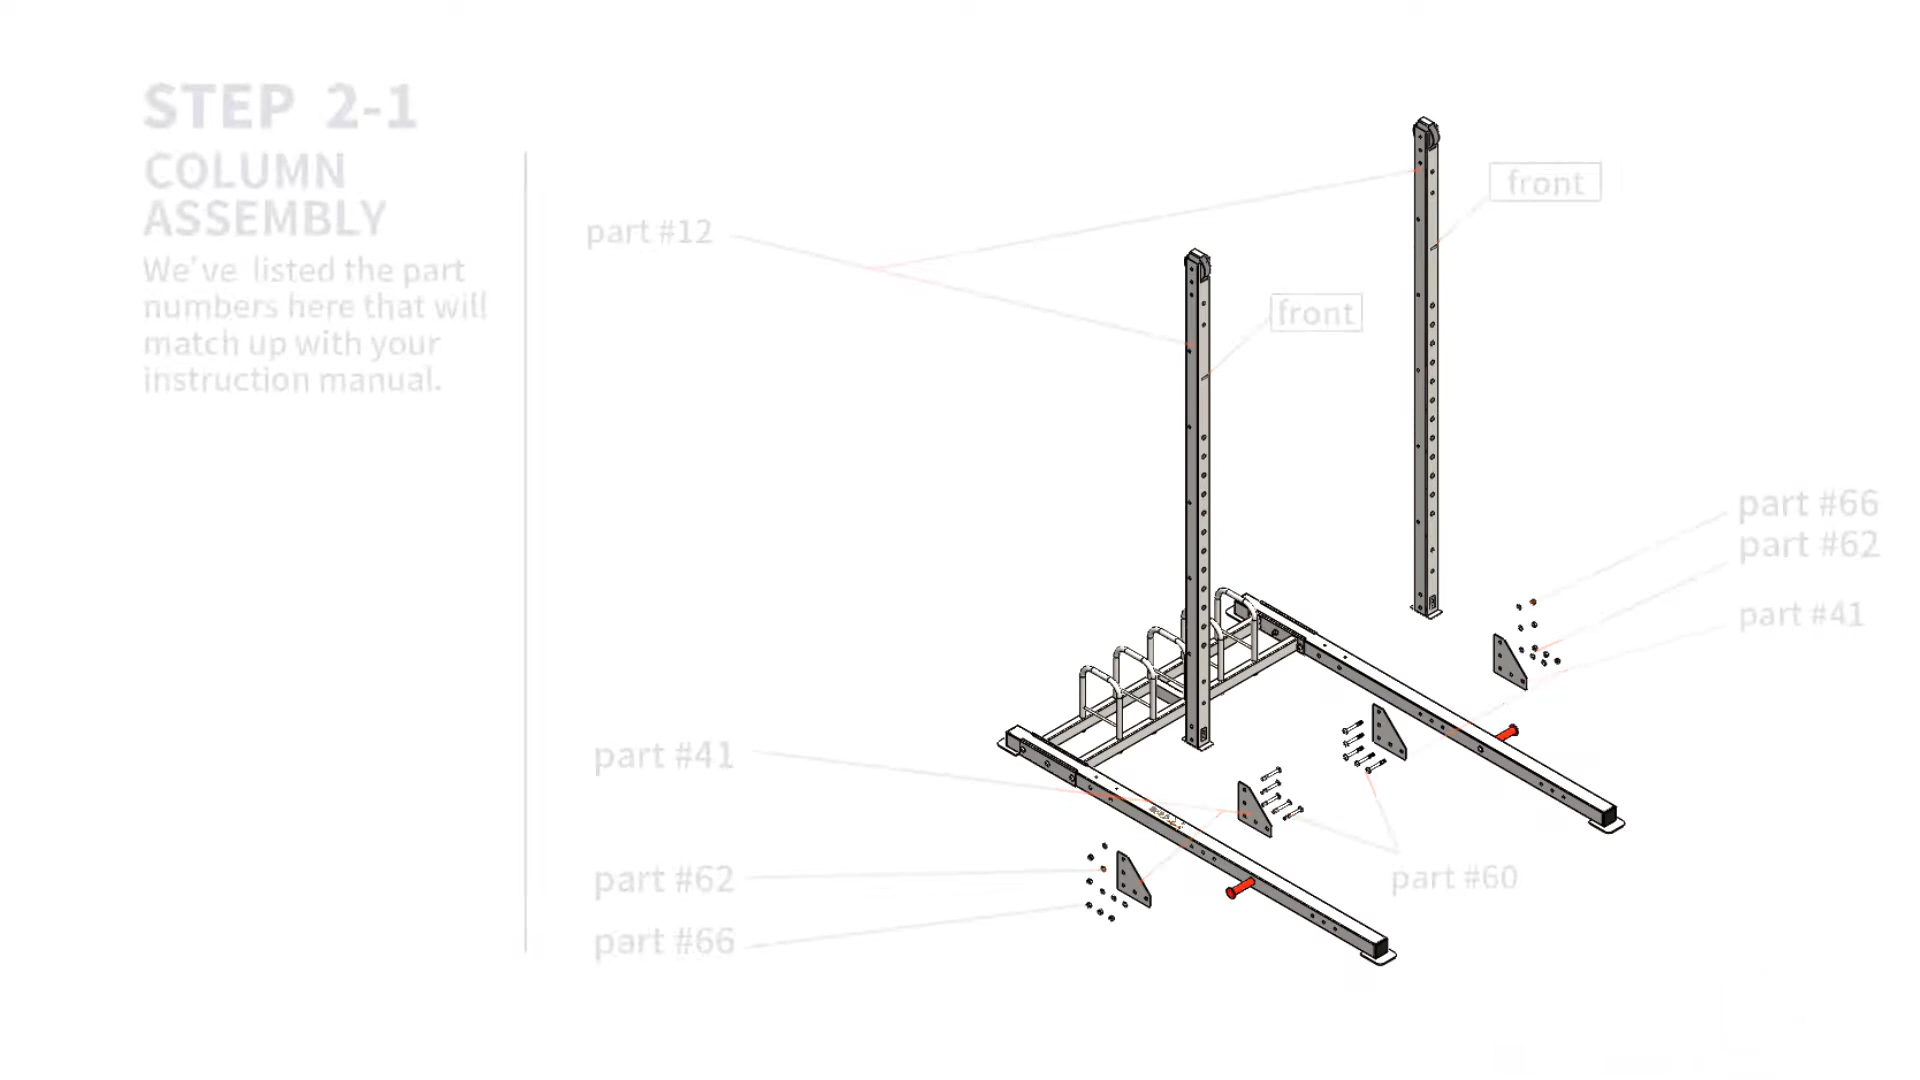 STEP 2-1
COLUMN
ASSEMBLY
We've listed the part
numbers here that will
match up with your
instruction manual.
part #12
front
front
part #66
part #62
part #41
part #41
part #62
part #66
part #60